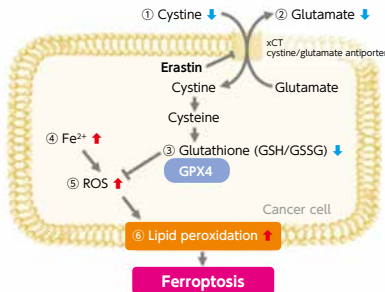 ① Cystine
② Glutamate
xCT
cystine/glutamate antiporter
Erastin
Cystine
Glutamate
Cysteine
④ Fe²⁺
③ Glutathione (GSH/GSSG)
GPX4
⑤ ROS
Cancer cell
⑥ Lipid peroxidation
Ferroptosis